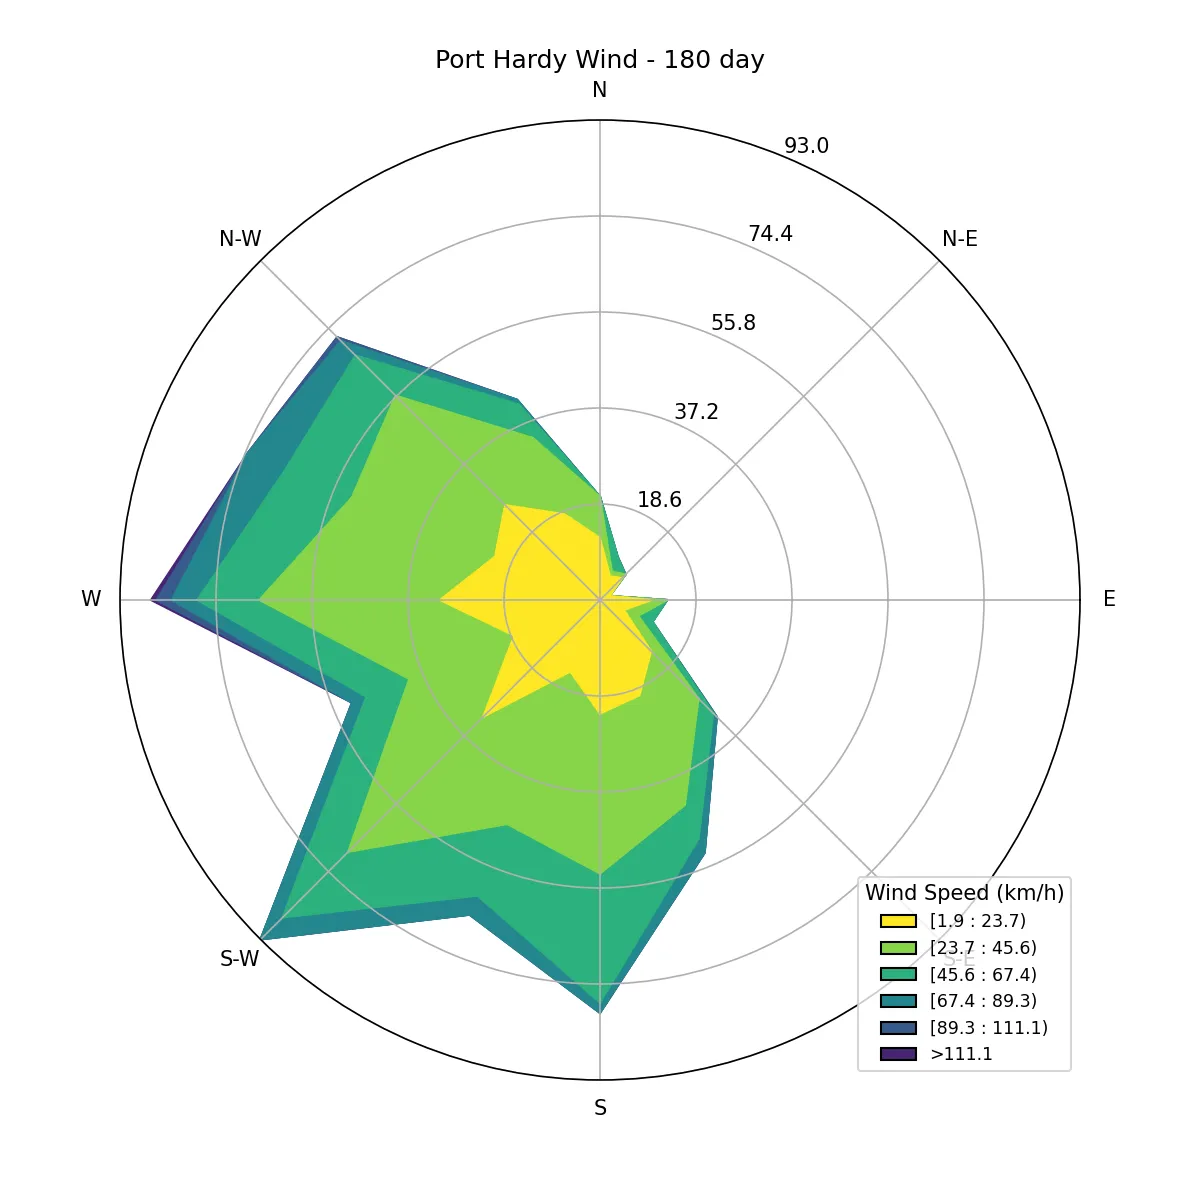 Port Hardy Wind - 180 day
N
93.0
N-W
74.4
N-E
55.8
37.2
18.6
W
E
Wind Speed (km/h)
[1.9 : 23.7)
[23.7 : 45.6)
S-W
S-E
[45.6 : 67.4)
[67.4 : 89.3)
[89.3 : 111.1)
>111.1
S